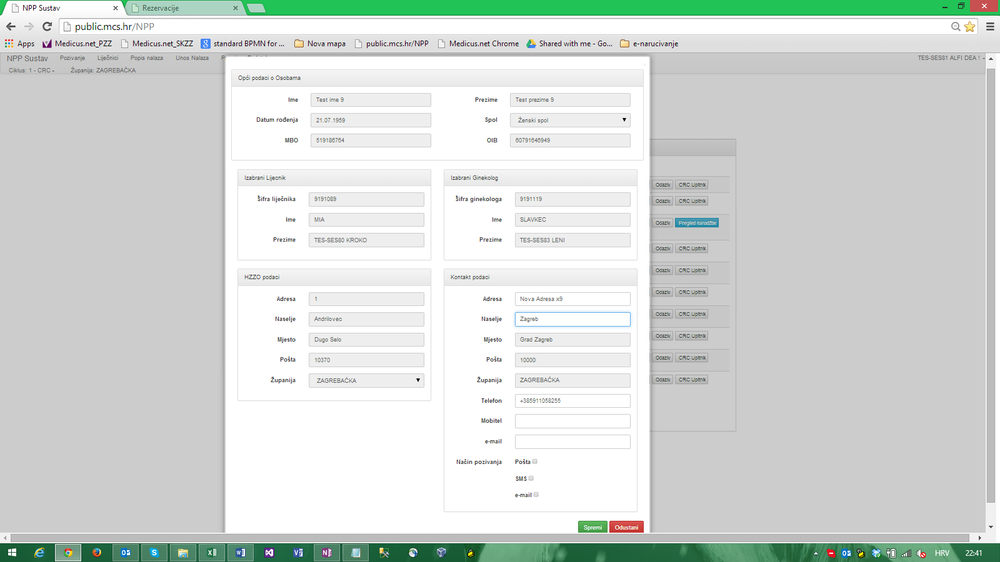 NPP Sustav
Rezervacije
public.mcs.hr/NPP
Apps Medicus.net_PZZ Medicus.net_SKZZ standard BPMN for ... Nova mapa public.mcs.hr/NPP Medicus.net Chrome Shared with me - Go... e-narucivanje
NPP Sustav Pozivanje Liječnici Popis nalaza Unos Nalaza TES-SES81 ALFI DEA !
Ciklus: 1 - CRC Županija: ZAGREBAČKA
Opći podaci o Osobama
Ime Test ime 9 Prezime Test prezime 9
Datum rođenja 21.07.1959 Spol Ženski spol
MBO 519186764 OIB 60791646949
Izabrani Lijecnik
Šifra liječnika 9191089
Ime MIA
Prezime TES-SES80 KROKO
Izabrani Ginekolog
Šifra ginekologa 9191119
Ime SLAVKEC
Prezime TES-SES83 LENI
HZZO podaci
Adresa 1
Naselje Andrilovec
Mjesto Dugo Selo
Pošta 10370
Županija ZAGREBAČKA
Kontakt podaci
Adresa Nova Adresa x9
Naselje Zagreb
Mjesto Grad Zagreb
Pošta 10000
Županija ZAGREBAČKA
Telefon +385911058255
Mobitel
e-mail
Način pozivanja Pošta
SMS
e-mail
Spremi Odustani
Odaziv CRC Upitnik
Odaziv CRC Upitnik
Odaziv Pregled narudžbe
Odaziv CRC Upitnik
Odaziv CRC Upitnik
Odaziv CRC Upitnik
Odaziv CRC Upitnik
Odaziv CRC Upitnik
Odaziv CRC Upitnik
Odaziv CRC Upitnik
HRV 22:41